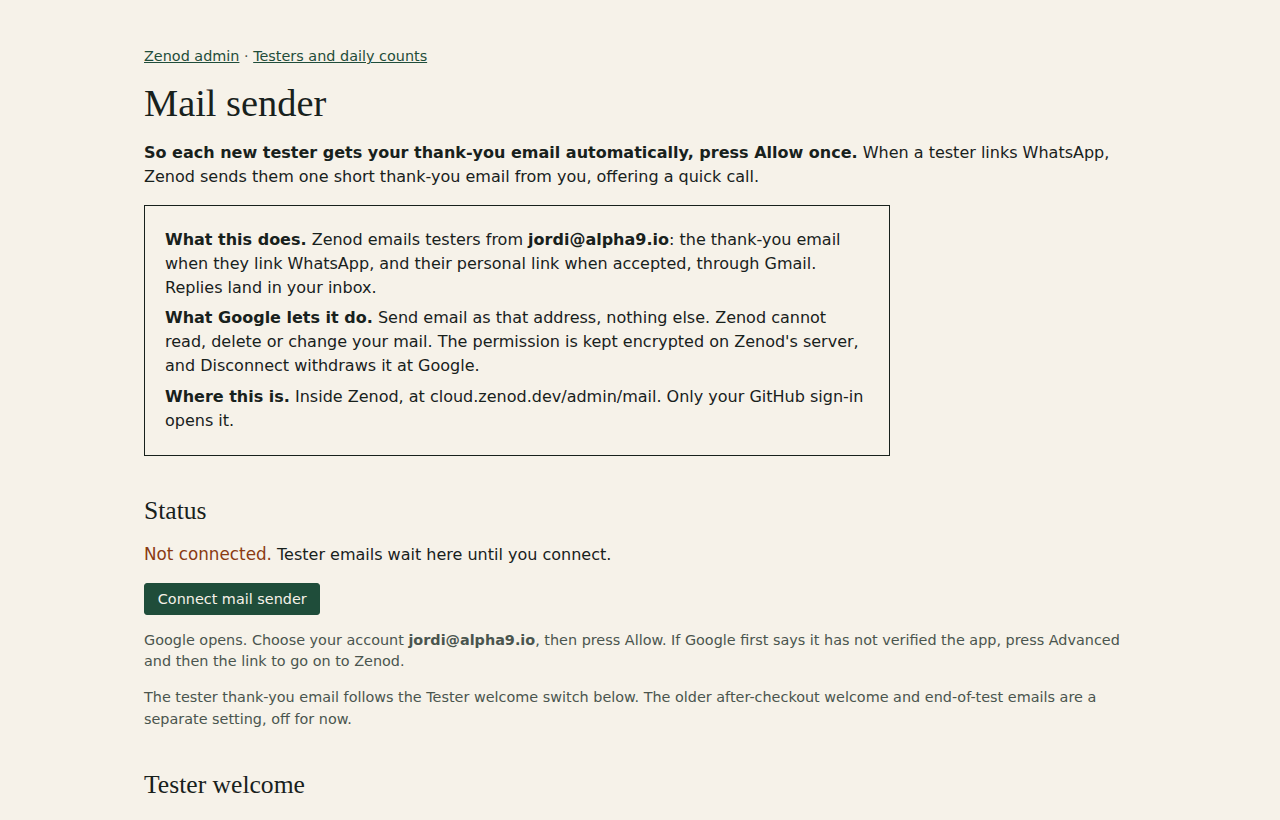 Zenod admin · Testers and daily counts
Mail sender
So each new tester gets your thank-you email automatically, press Allow once. When a tester links WhatsApp,
Zenod sends them one short thank-you email from you, offering a quick call.
What this does. Zenod emails testers from jordi@alpha9.io: the thank-you email
when they link WhatsApp, and their personal link when accepted, through Gmail.
Replies land in your inbox.
What Google lets it do. Send email as that address, nothing else. Zenod cannot
read, delete or change your mail. The permission is kept encrypted on Zenod's server,
and Disconnect withdraws it at Google.
Where this is. Inside Zenod, at cloud.zenod.dev/admin/mail. Only your GitHub sign-in
opens it.
Status
Not connected. Tester emails wait here until you connect.
Connect mail sender
Google opens. Choose your account jordi@alpha9.io, then press Allow. If Google first says it has not verified the app, press Advanced
and then the link to go on to Zenod.
The tester thank-you email follows the Tester welcome switch below. The older after-checkout welcome and end-of-test emails are a
separate setting, off for now.
Tester welcome